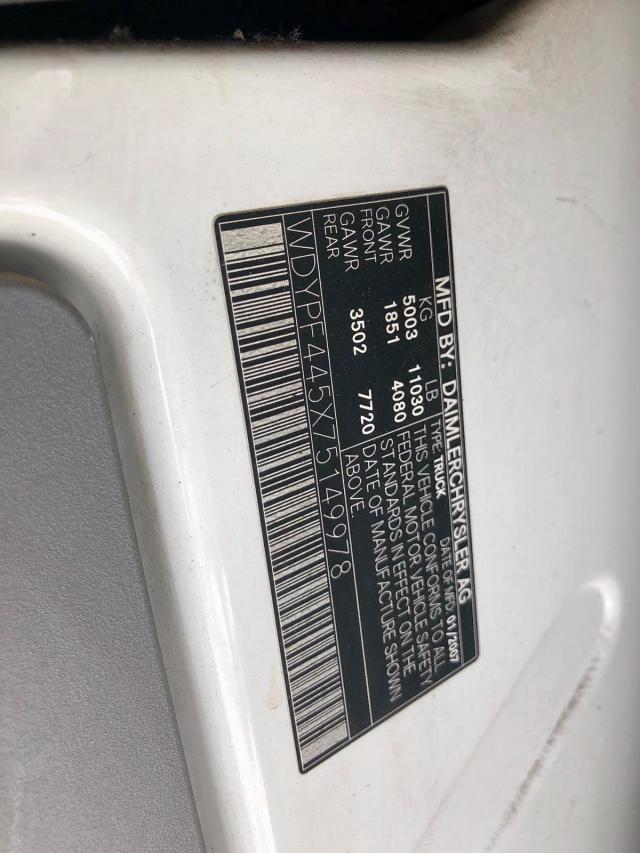 MFD BY: DAIMLERCHRYSLER AG
DATE OF MFD: 01/2007
KG LB TYPE: TRUCK
GVWR 5003 11030 THIS VEHICLE CONFORMS TO ALL
GAWR
FRONT 1851 4080 FEDERAL MOTOR VEHICLE SAFETY
STANDARDS IN EFFECT ON THE
GAWR
REAR 3502 7720 DATE OF MANUFACTURE SHOWN
ABOVE.
WDYPF445X75149978